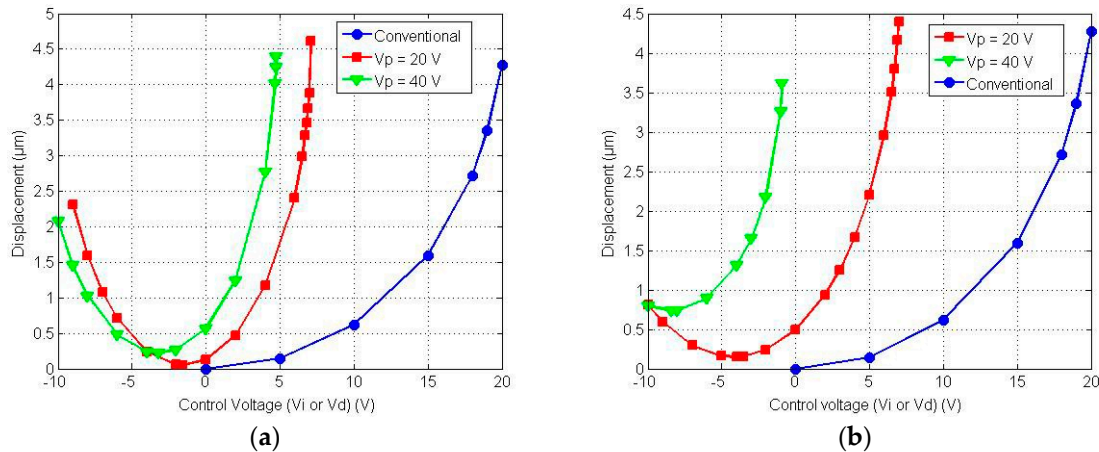 5
4.5
4
3.5
3
2.5
2
1.5
1
0.5
0
-10 -5 0 5 10 15 20
Displacement (µm)
Control Voltage (Vi or Vd) (V)
Conventional
Vp = 20 V
Vp = 40 V
(a)
4.5
4
3.5
3
2.5
2
1.5
1
0.5
0
-10 -5 0 5 10 15 20
Displacement (µm)
Control voltage (Vi or Vd) (V)
Vp = 20 V
Vp = 40 V
Conventional
(b)